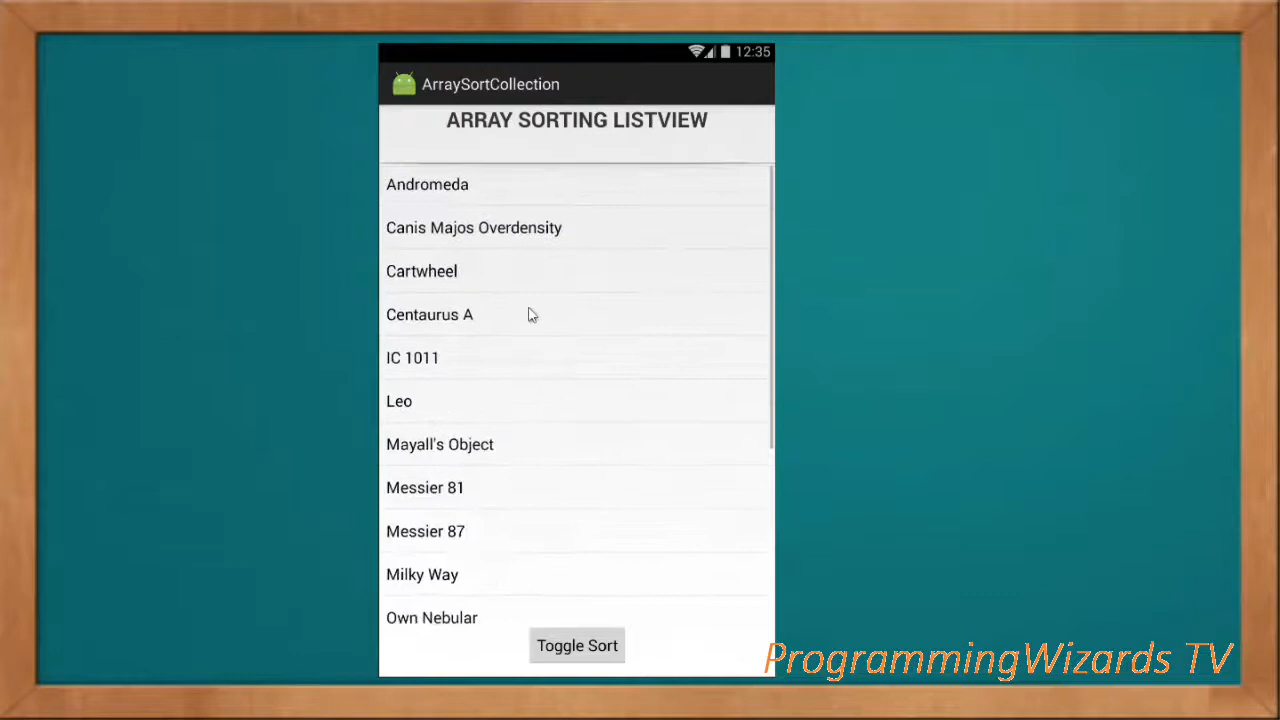 12:35
ArraySortCollection
ARRAY SORTING LISTVIEW
Andromeda
Canis Majos Overdensity
Cartwheel
Centaurus A
IC 1011
Leo
Mayall's Object
Messier 81
Messier 87
Milky Way
Own Nebular
Toggle Sort
ProgrammingWizards TV